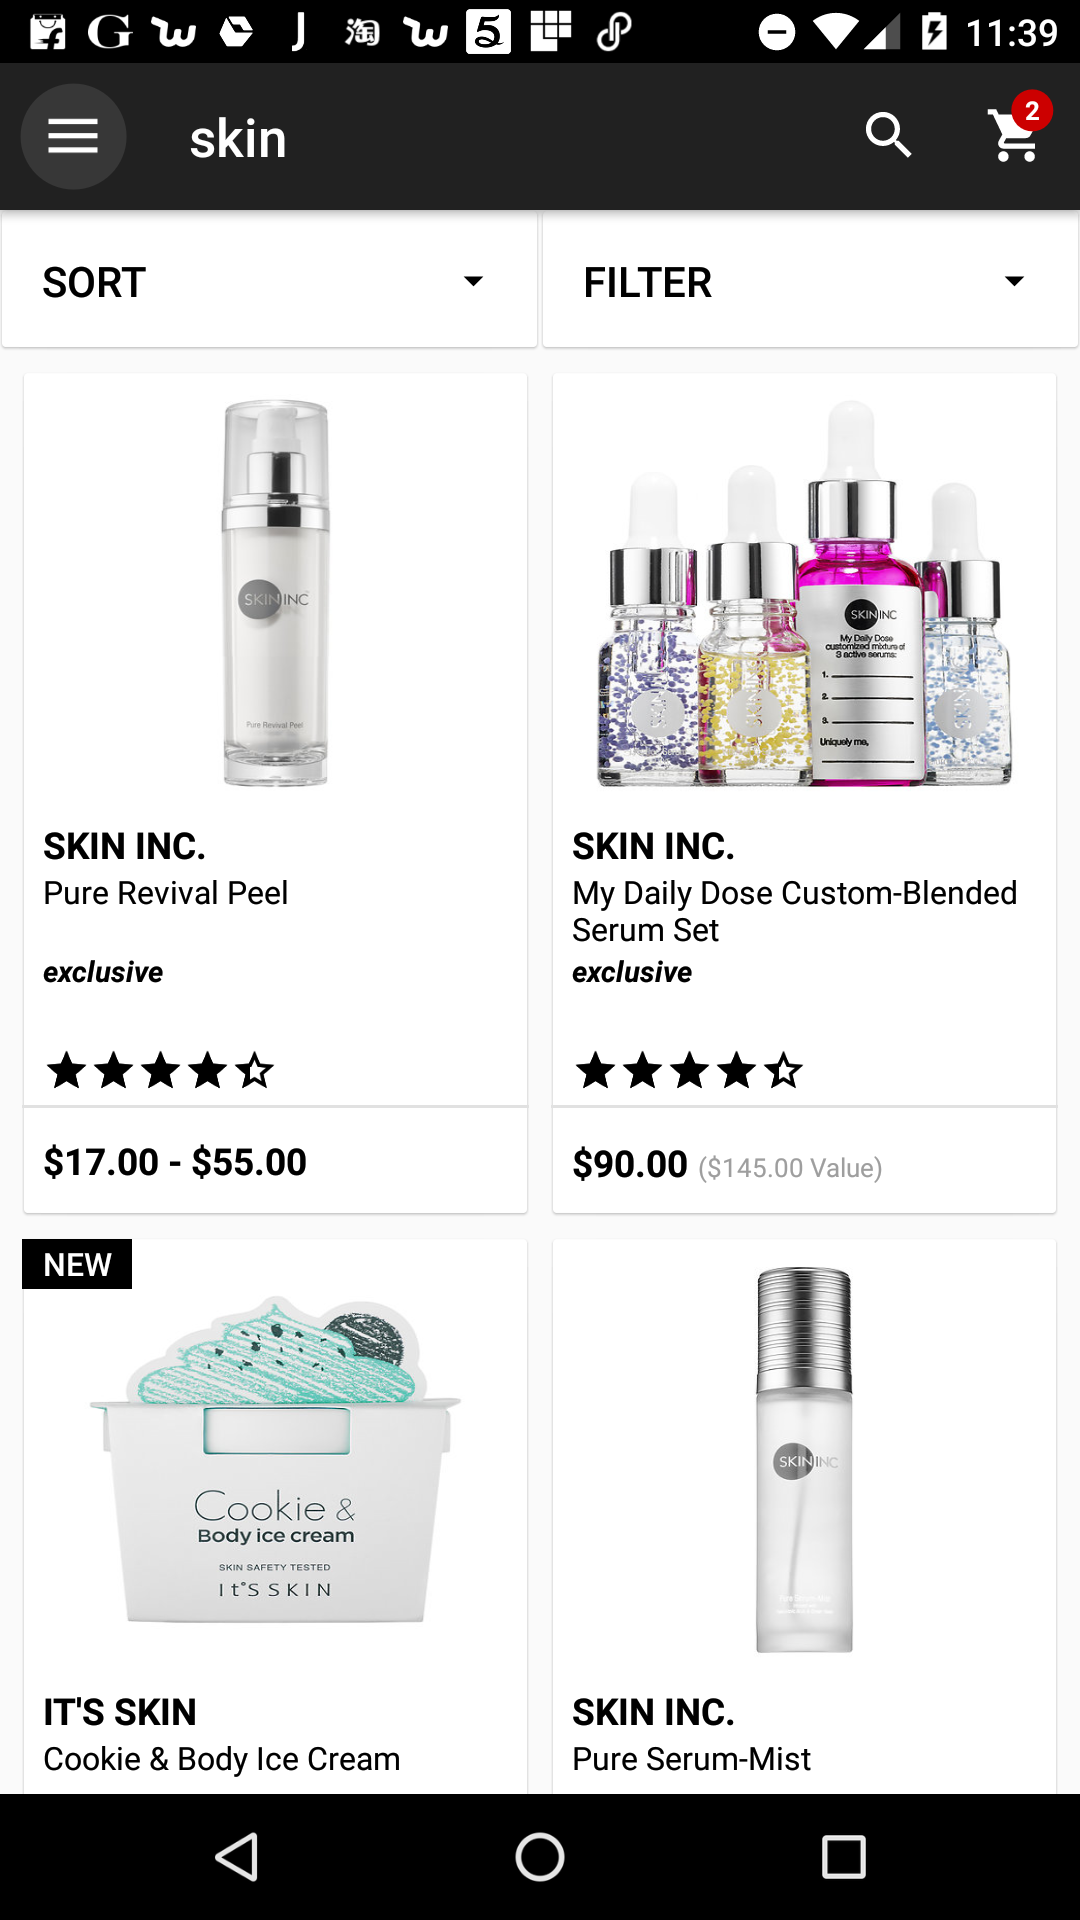 11:39
skin
2
SORT
FILTER
SKIN INC
Pure Revival Peel
SKIN INC
My Daily Dose
customized mixture of
3 active serums:
1.
2.
3.
Uniquely me,
SKIN INC.
Pure Revival Peel
exclusive
$17.00 - $55.00
SKIN INC.
My Daily Dose Custom-Blended
Serum Set
exclusive
$90.00 ($145.00 Value)
NEW
Cookie &
Body ice cream
SKIN SAFETY TESTED
It'S SKIN
SKIN INC
Pure Serum-Mist
IT'S SKIN
Cookie & Body Ice Cream
SKIN INC.
Pure Serum-Mist